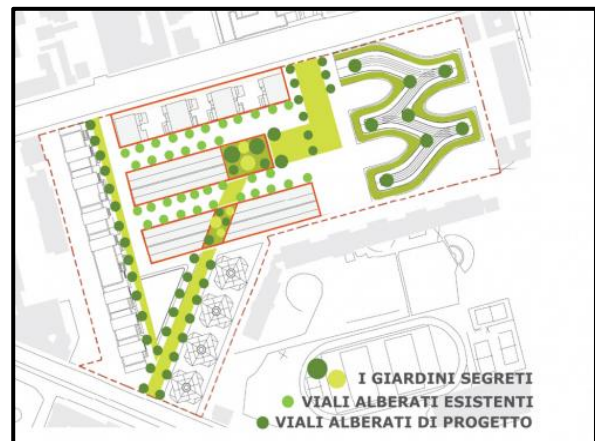 I GIARDINI SEGRETI
VIALI ALBERATI ESISTENTI
VIALI ALBERATI DI PROGETTO